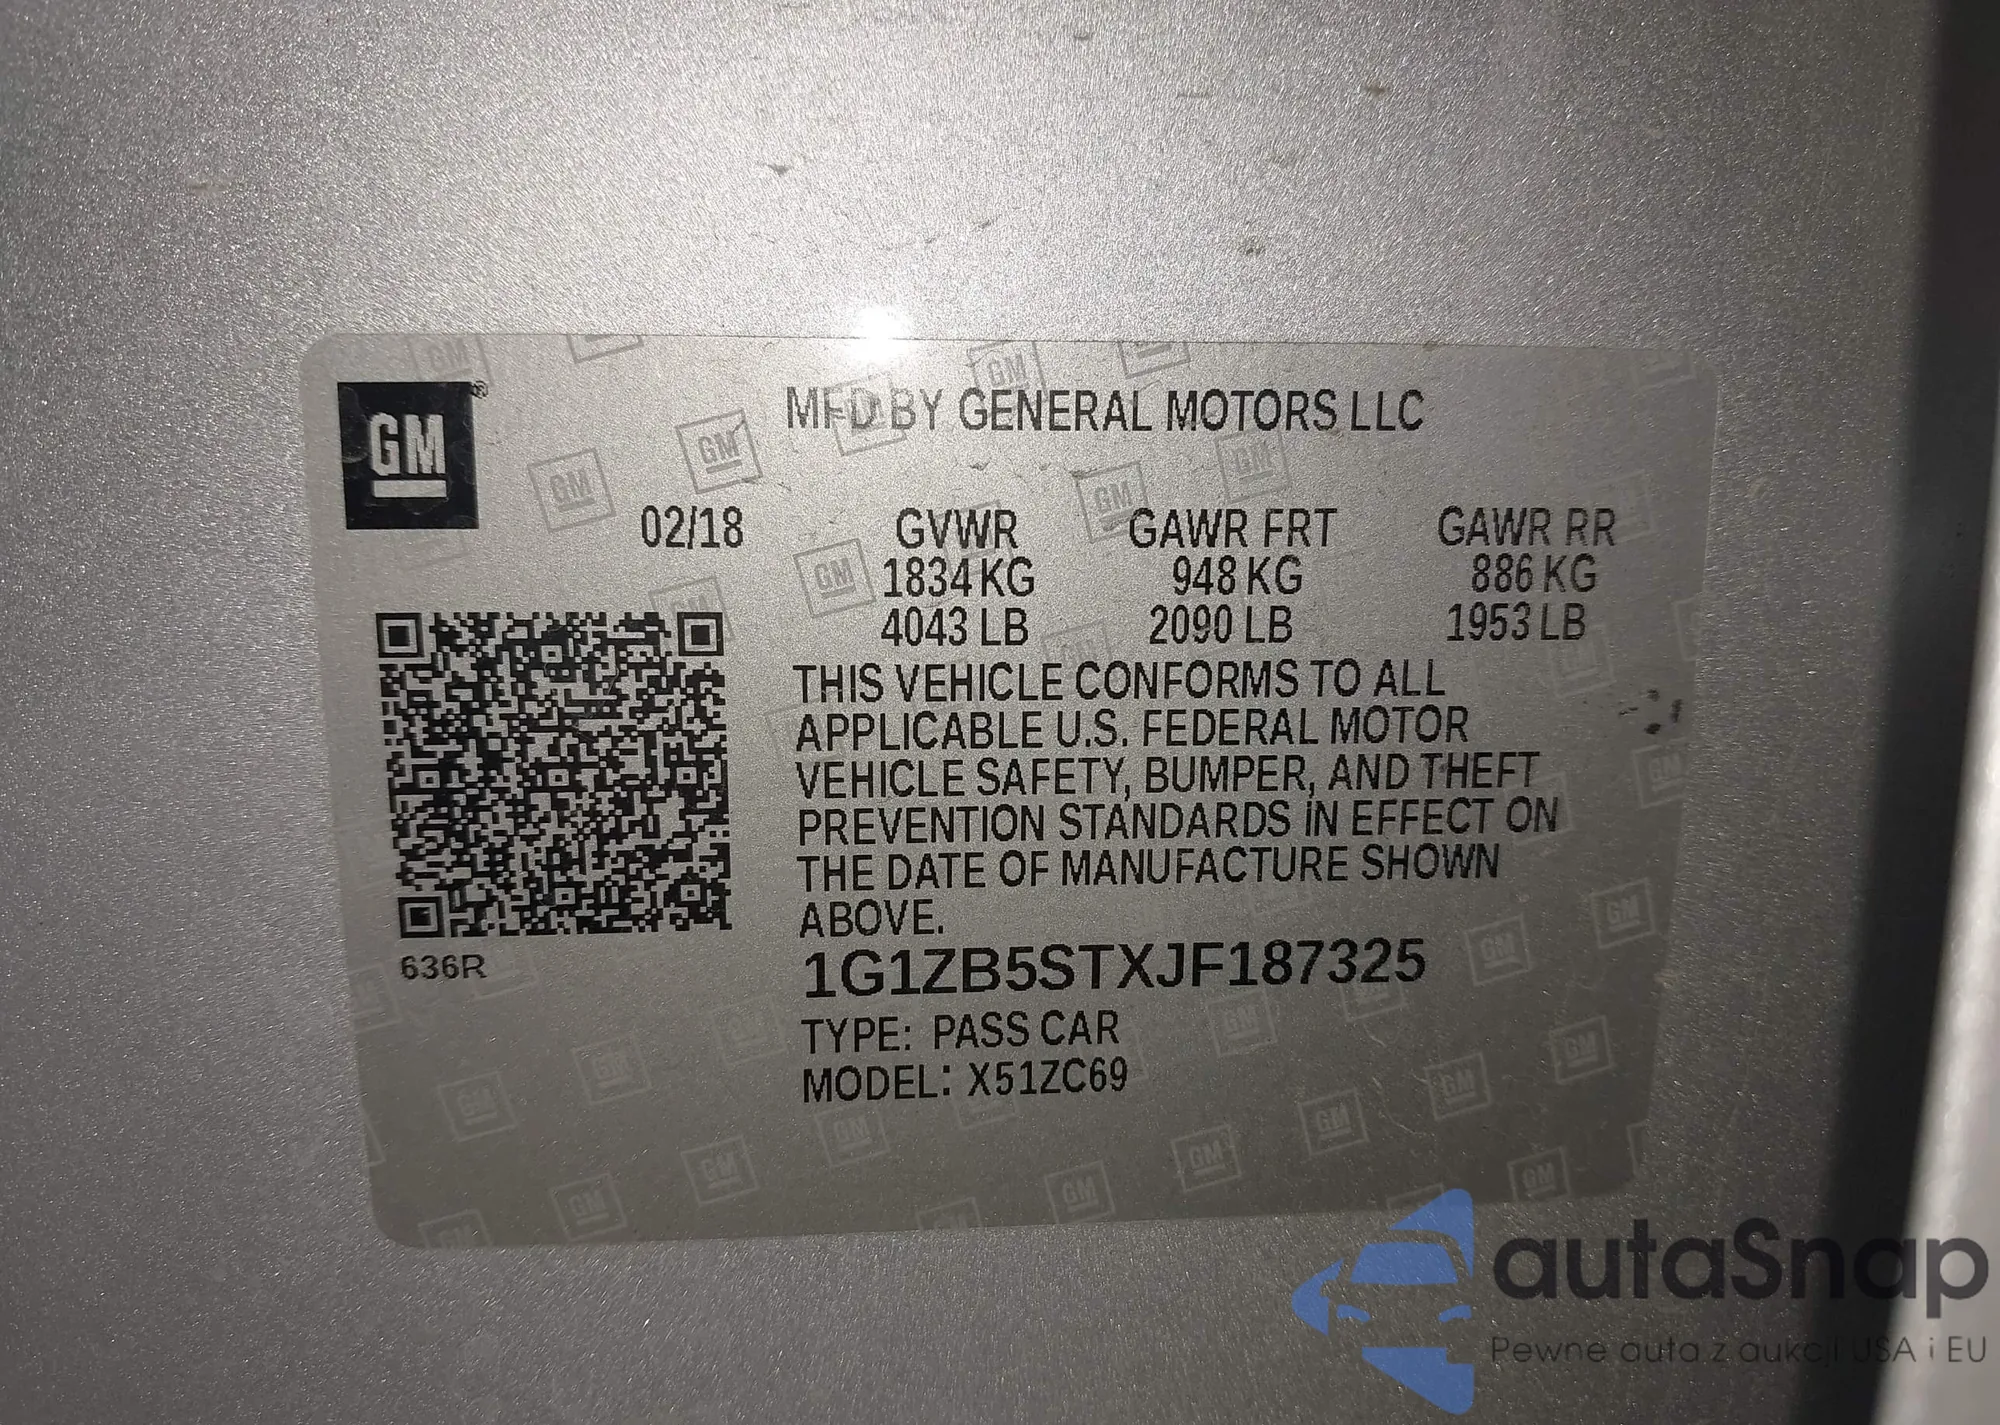 GM®
MFD BY GENERAL MOTORS LLC
02/18 GVWR GAWR FRT GAWR RR
1834 KG 948 KG 886 KG
4043 LB 2090 LB 1953 LB
THIS VEHICLE CONFORMS TO ALL
APPLICABLE U.S. FEDERAL MOTOR
VEHICLE SAFETY, BUMPER, AND THEFT
PREVENTION STANDARDS IN EFFECT ON
THE DATE OF MANUFACTURE SHOWN
ABOVE.
636R
1G1ZB5STXJF187325
TYPE: PASS CAR
MODEL: X51ZC69
autaSnap
Pewne auta z aukcji USA i EU